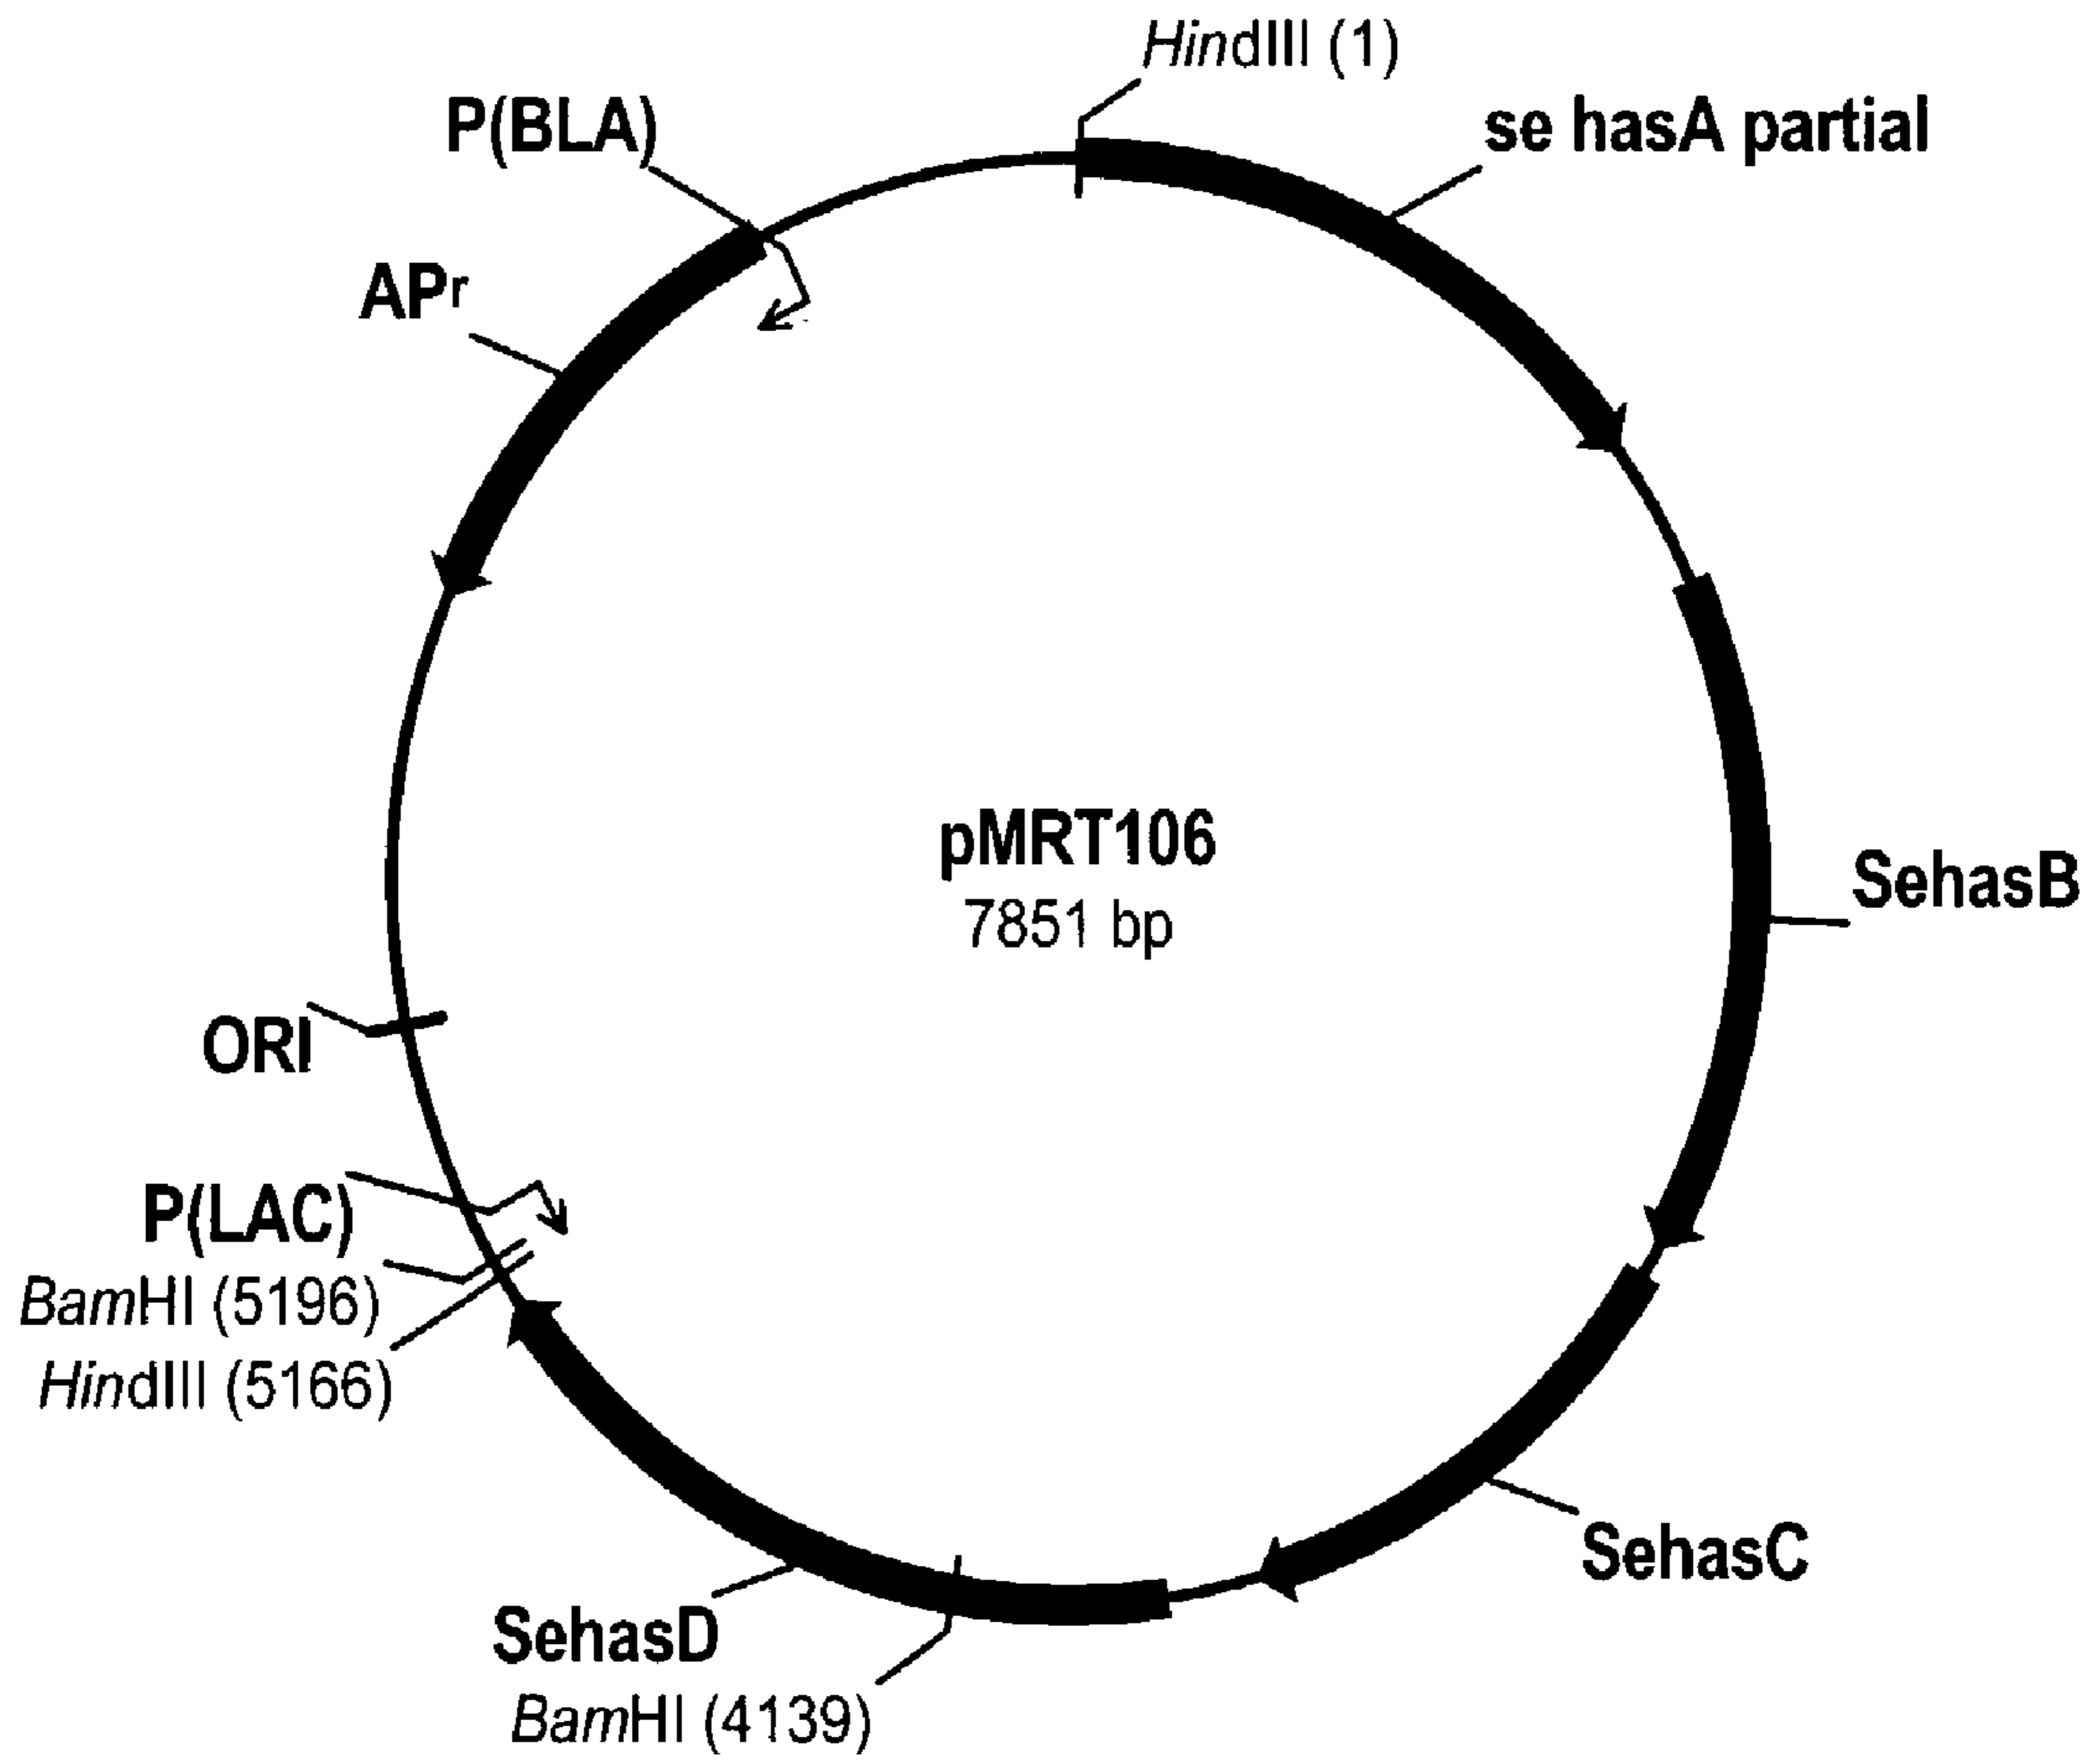 HindIII (1)
P(BLA)
se hasA partial
APr
pMRT106
7851 bp
SehasB
ORI
P(LAC)
BamHI (5196)
HindIII (5166)
SehasC
SehasD
BamHI (4139)